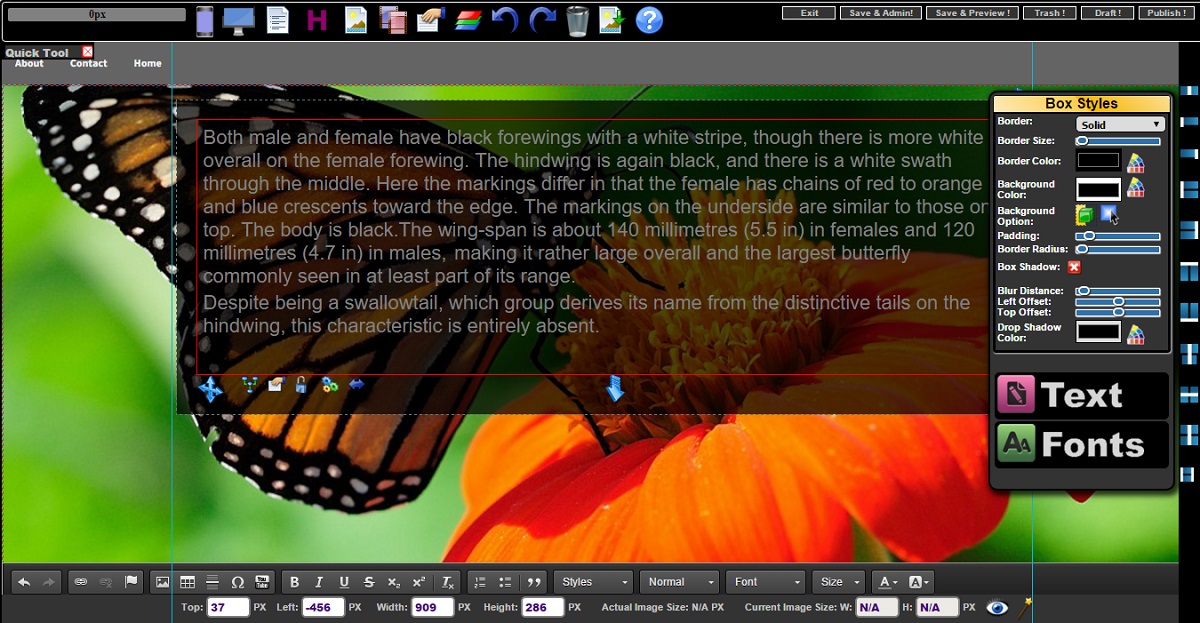 0px
Exit
Save & Admin!
Save & Preview !
Trash !
Draft !
Publish !
H
?
Quick Tool
About
Contact
Home
Both male and female have black forewings with a white stripe, though there is more white
overall on the female forewing. The hindwing is again black, and there is a white swath
through the middle. Here the markings differ in that the female has chains of red to orange
and blue crescents toward the edge. The markings on the underside are similar to those on
top. The body is black.The wing-span is about 140 millimetres (5.5 in) in females and 120
millimetres (4.7 in) in males, making it rather large overall and the largest butterfly
commonly seen in at least part of its range.
Despite being a swallowtail, which group derives its name from the distinctive tails on the
hindwing, this characteristic is entirely absent.
Box Styles
Border:
Solid
Border Size:
Border Color:
Background
Color:
Background
Option:
Padding:
Border Radius:
Box Shadow:
Blur Distance:
Left Offset:
Top Offset:
Drop Shadow
Color:
Text
AA Fonts
Ω
You
Tube
B I U S x₂ x² Tx
Styles
Normal
Font
Size
A
A
Top: 37 PX Left: -456 PX Width: 909 PX Height: 286 PX Actual Image Size: N/A PX Current Image Size: W: N/A H: N/A PX